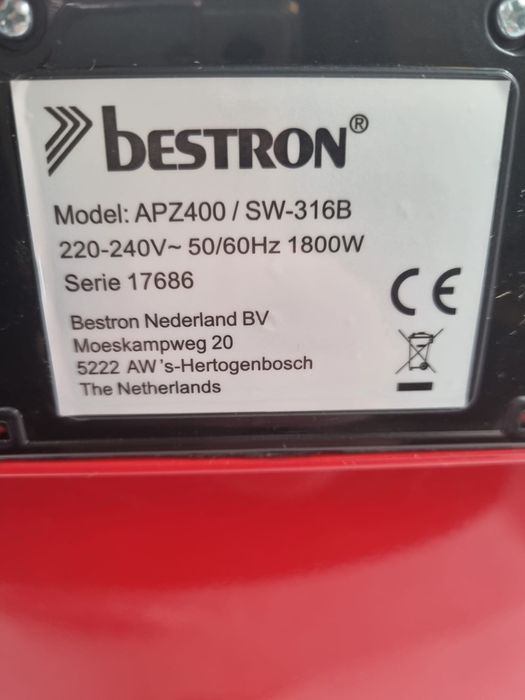 bESTRON®
Model: APZ400 / SW-316B
220-240V~ 50/60Hz 1800W
Serie 17686
CE
Bestron Nederland BV
Moeskampweg 20
5222 AW 's-Hertogenbosch
The Netherlands